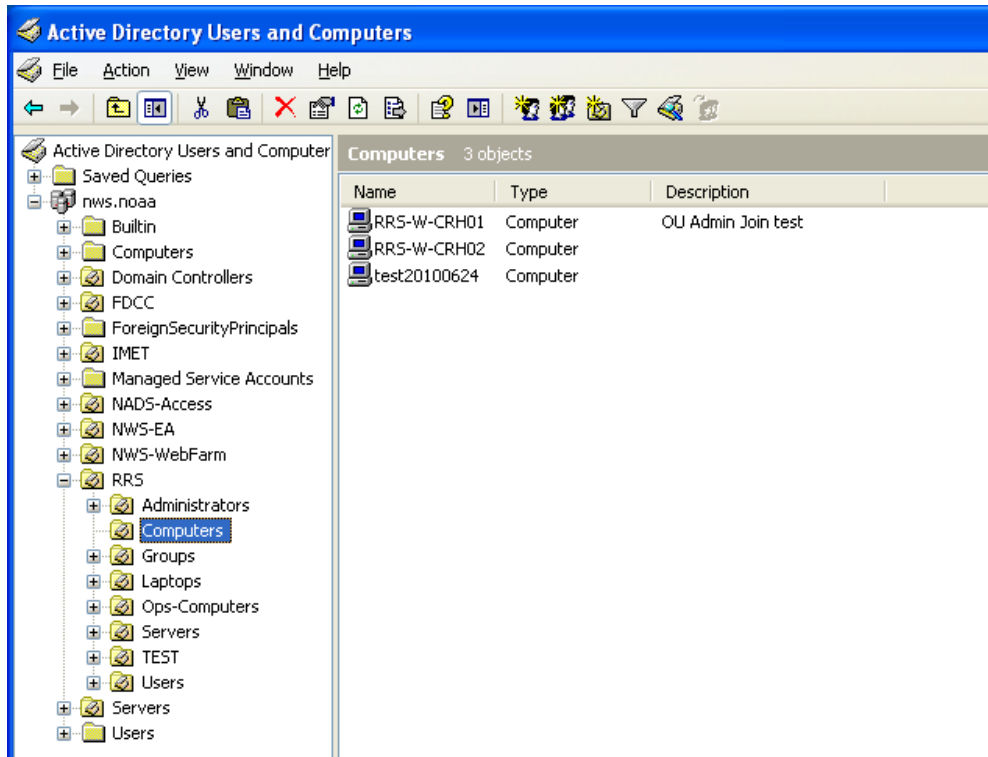 Active Directory Users and Computers
File Action View Window Help
Active Directory Users and Computer
Saved Queries
nws.noaa
Builtin
Computers
Domain Controllers
FDCC
ForeignSecurityPrincipals
IMET
Managed Service Accounts
NADS-Access
NWS-EA
NWS-WebFarm
RRS
Administrators
Computers
Groups
Laptops
Ops-Computers
Servers
TEST
Users
Servers
Users
Computers 3 objects
Name Type Description
RRS-W-CRH01 Computer OU Admin Join test
RRS-W-CRH02 Computer
test20100624 Computer